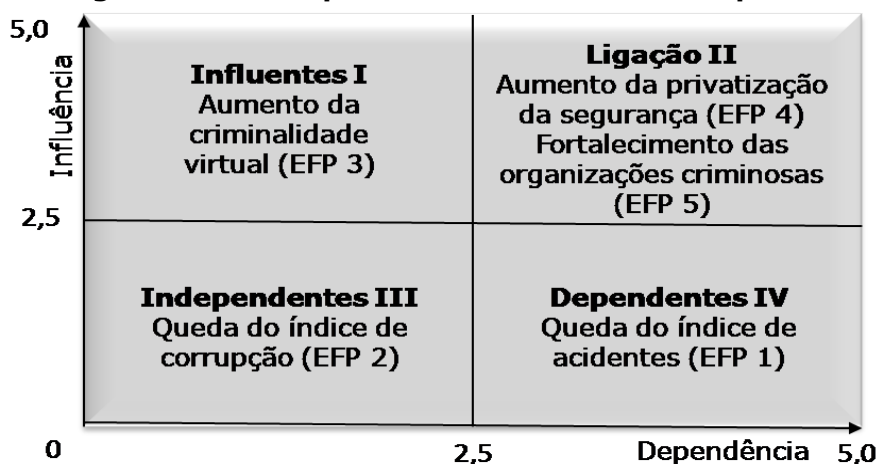 5,0
Influência
Influentes I
Aumento da
criminalidade
virtual (EFP 3)
Ligação II
Aumento da privatização
da segurança (EFP 4)
Fortalecimento das
organizações criminosas
(EFP 5)
2,5
Independentes III
Queda do índice de
corrupção (EFP 2)
Dependentes IV
Queda do índice de
acidentes (EFP 1)
0
2,5
Dependência
5,0